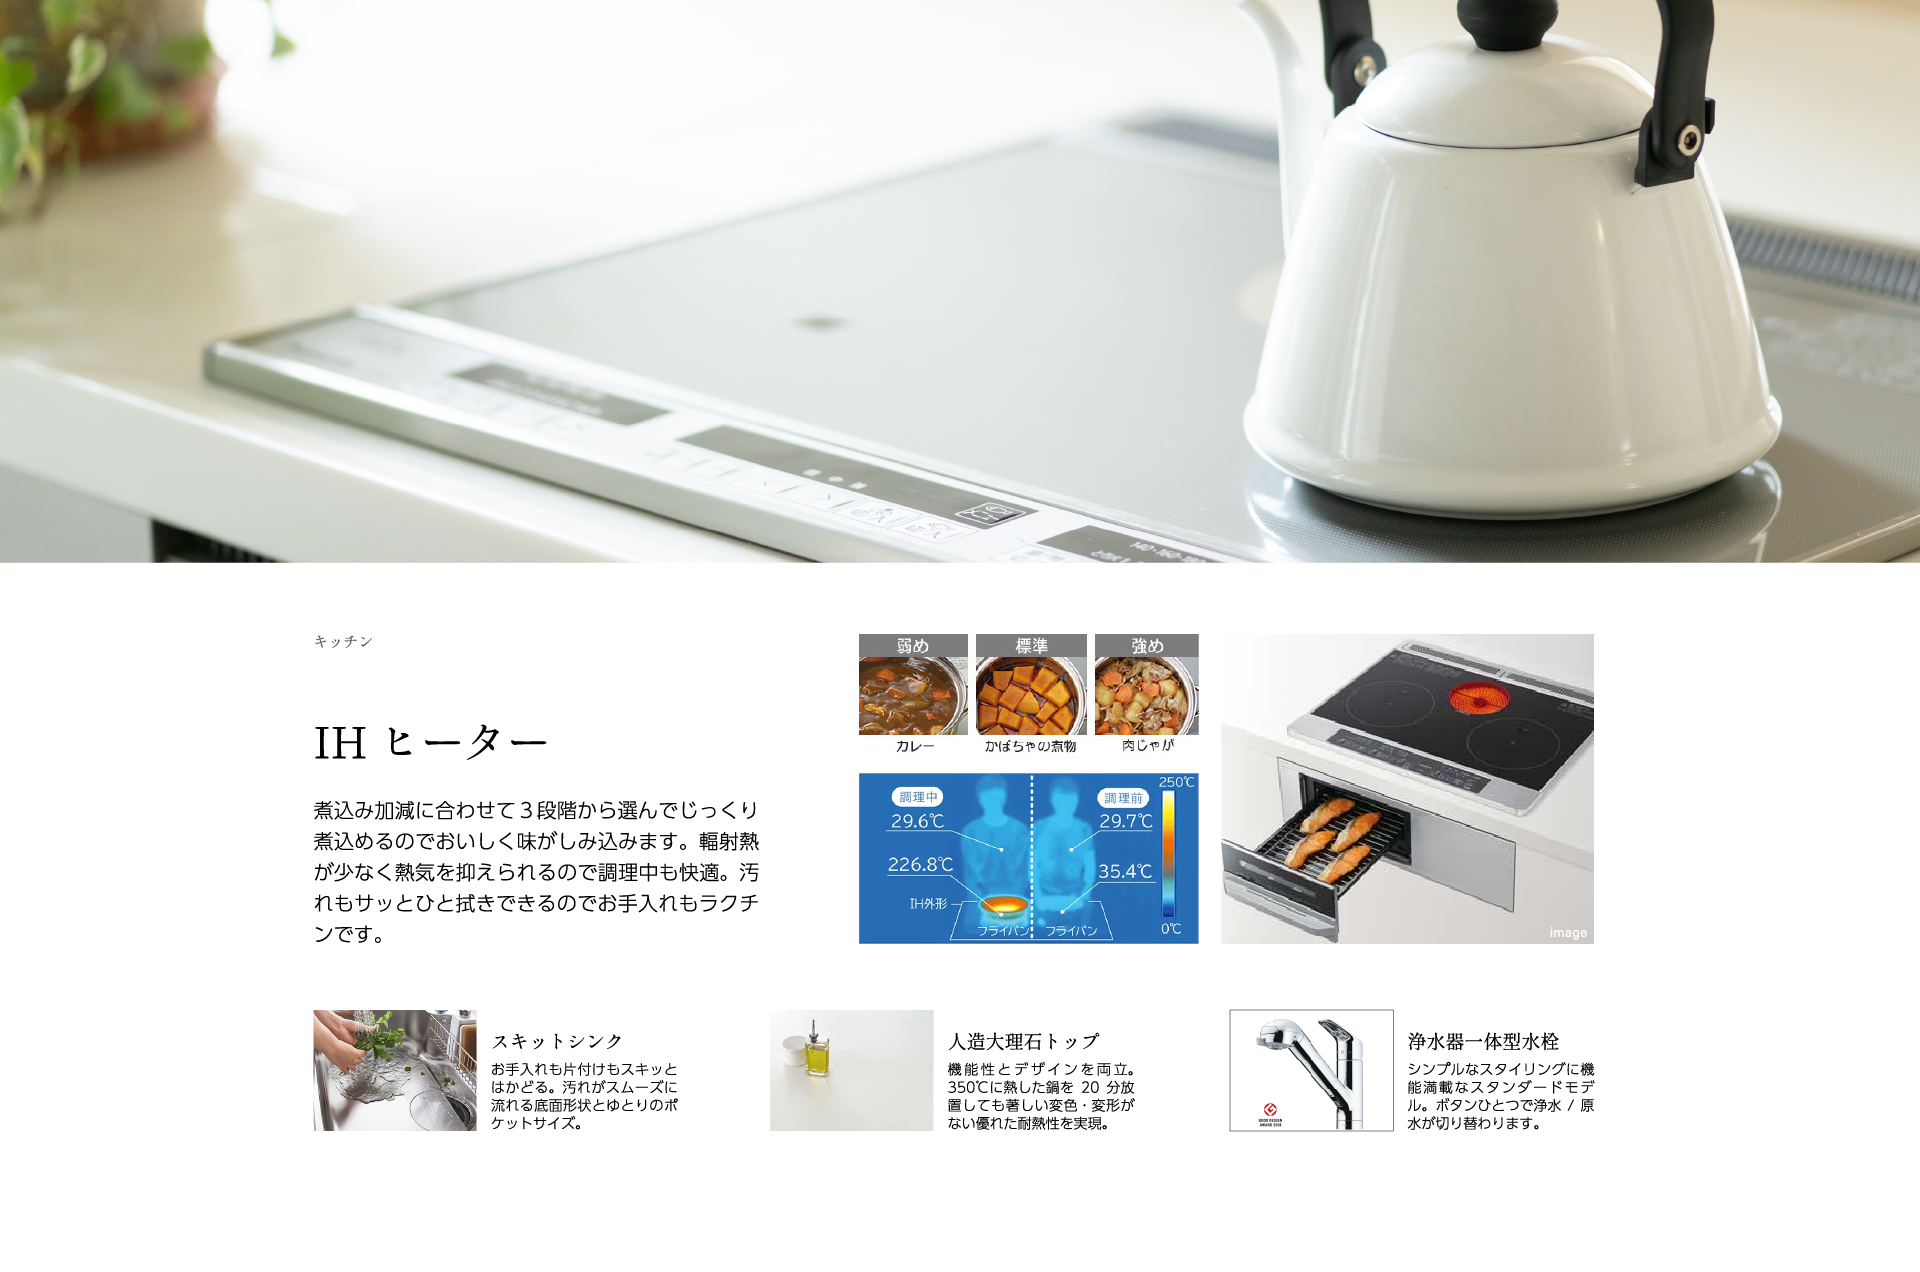 140・160・180
キッチン
IH ヒーター
煮込み加減に合わせて３段階から選んでじっくり
煮込めるのでおいしく味がしみ込みます。輻射熱
が少なく熱気を抑えられるので調理中も快適。汚
れもサッとひと拭きできるのでお手入れもラクチ
ンです。
弱め
標準
強め
カレー
かぼちゃの煮物
肉じゃが
調理中
29.6℃
226.8℃
IH外形
フライパン
調理前
29.7℃
35.4℃
フライパン
250℃
0℃
image
スキットシンク
お手入れも片付けもスキッと
はかどる。汚れがスムーズに
流れる底面形状とゆとりのポ
ケットサイズ。
人造大理石トップ
機能性とデザインを両立。
350℃に熱した鍋を 20 分放
置しても著しい変色・変形が
ない優れた耐熱性を実現。
GOOD DESIGN
浄水器一体型水栓
シンプルなスタイリングに機
能満載なスタンダードモデ
ル。ボタンひとつで浄水 / 原
水が切り替わります。